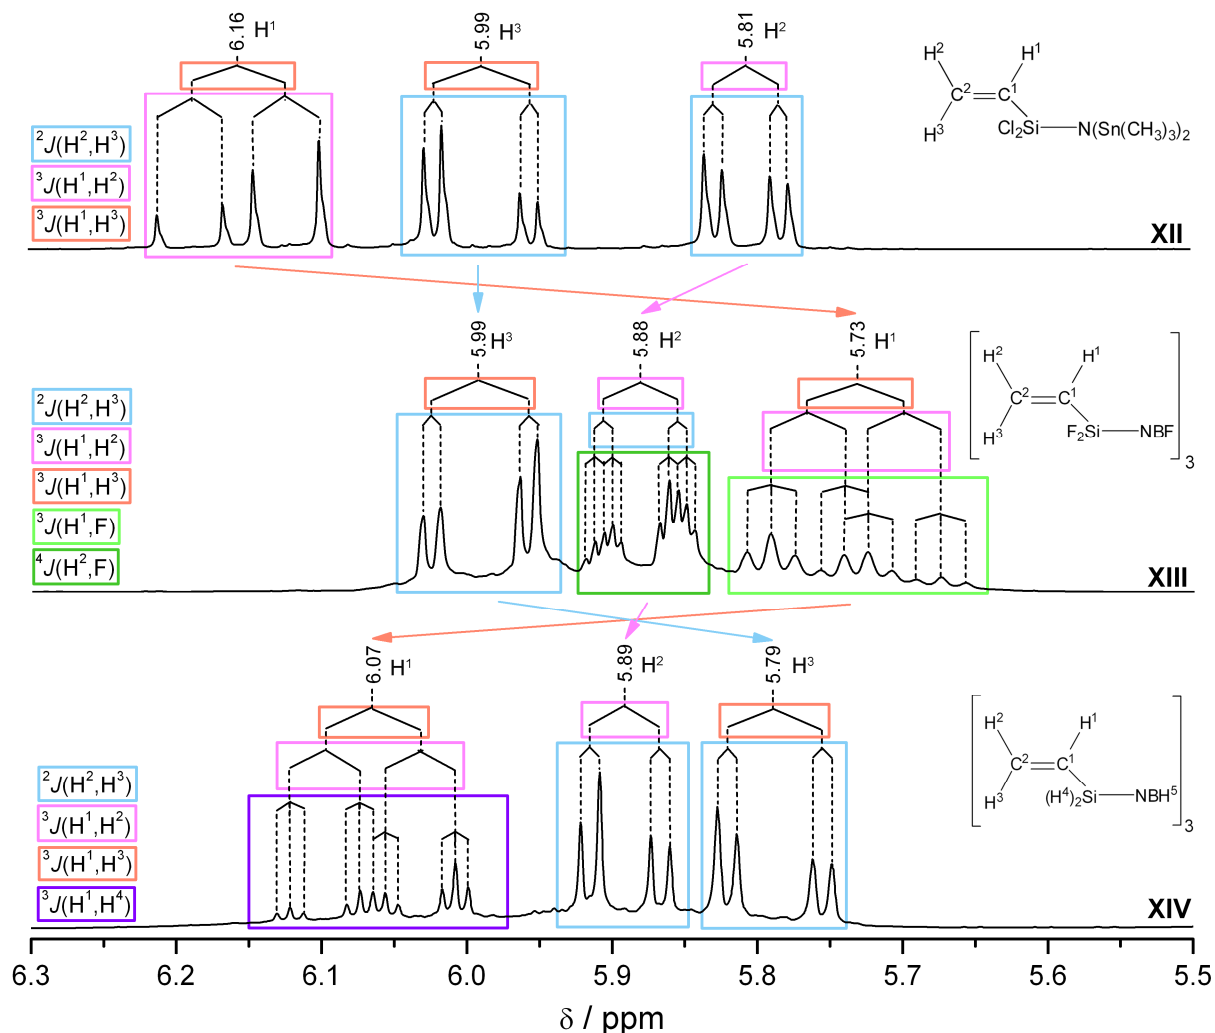 6.16 H¹
5.99 H³
5.81 H²
H² H¹
C² C¹
H³
Cl₂Si N(Sn(CH₃)₃)₂
²J(H²,H³)
³J(H¹,H²)
³J(H¹,H³)
XII
5.99 H³
5.88 H²
5.73 H¹
H² H¹
C² C¹
H³
F₂Si NBF
3
²J(H²,H³)
³J(H¹,H²)
³J(H¹,H³)
³J(H¹,F)
⁴J(H²,F)
XIII
6.07 H¹
5.89 H²
5.79 H³
H² H¹
C² C¹
H³
(H⁴)₂Si NBH⁵
3
²J(H²,H³)
³J(H¹,H²)
³J(H¹,H³)
³J(H¹,H⁴)
XIV
6.3 6.2 6.1 6.0 5.9 5.8 5.7 5.6 5.5
δ / ppm